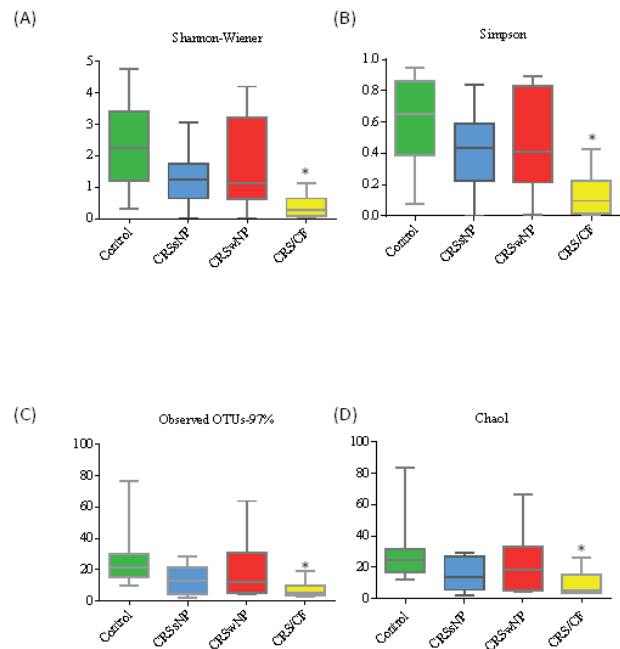 (A)
Shannon-Wiener
5
4
3
2
1
0
*
Control
CRSsNP
CRSwNP
CRS/CF
(B)
Simpson
1.0
0.8
0.6
0.4
0.2
0.0
*
Control
CRSsNP
CRSwNP
CRS/CF
(C)
Observed OTUs-97%
100
80
60
40
20
0
*
Control
CRSsNP
CRSwNP
CRS/CF
(D)
Chaol
100
80
60
40
20
0
*
Control
CRSsNP
CRSwNP
CRS/CF